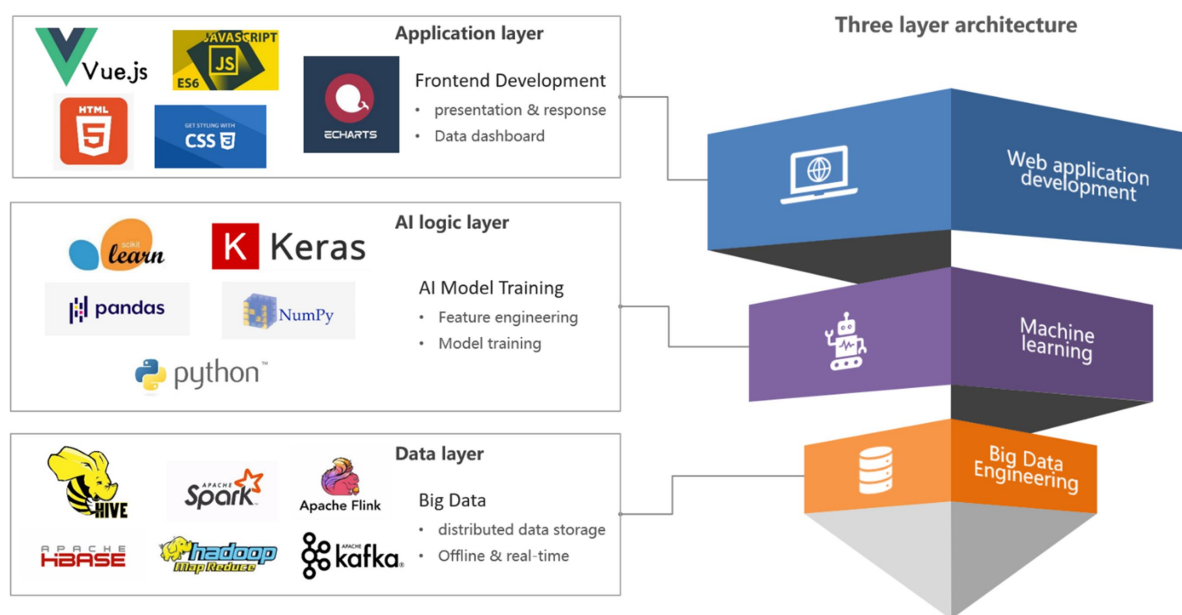 Three layer architecture
Application layer
Vue.js
JAVASCRIPT
JS
ES6
HTML
5
GET STYLING WITH
CSS 3
ECHARTS
Frontend Development
• presentation & response
• Data dashboard
Web application
development
AI logic layer
scikit
learn
K Keras
pandas
NumPy
python™
AI Model Training
• Feature engineering
• Model training
Machine
learning
Data layer
HIVE
APACHE
Spark™
Apache Flink
APACHE
HBASE
hadoop
Map Reduce
APACHE
kafka®
Big Data
• distributed data storage
• Offline & real-time
Big Data
Engineering